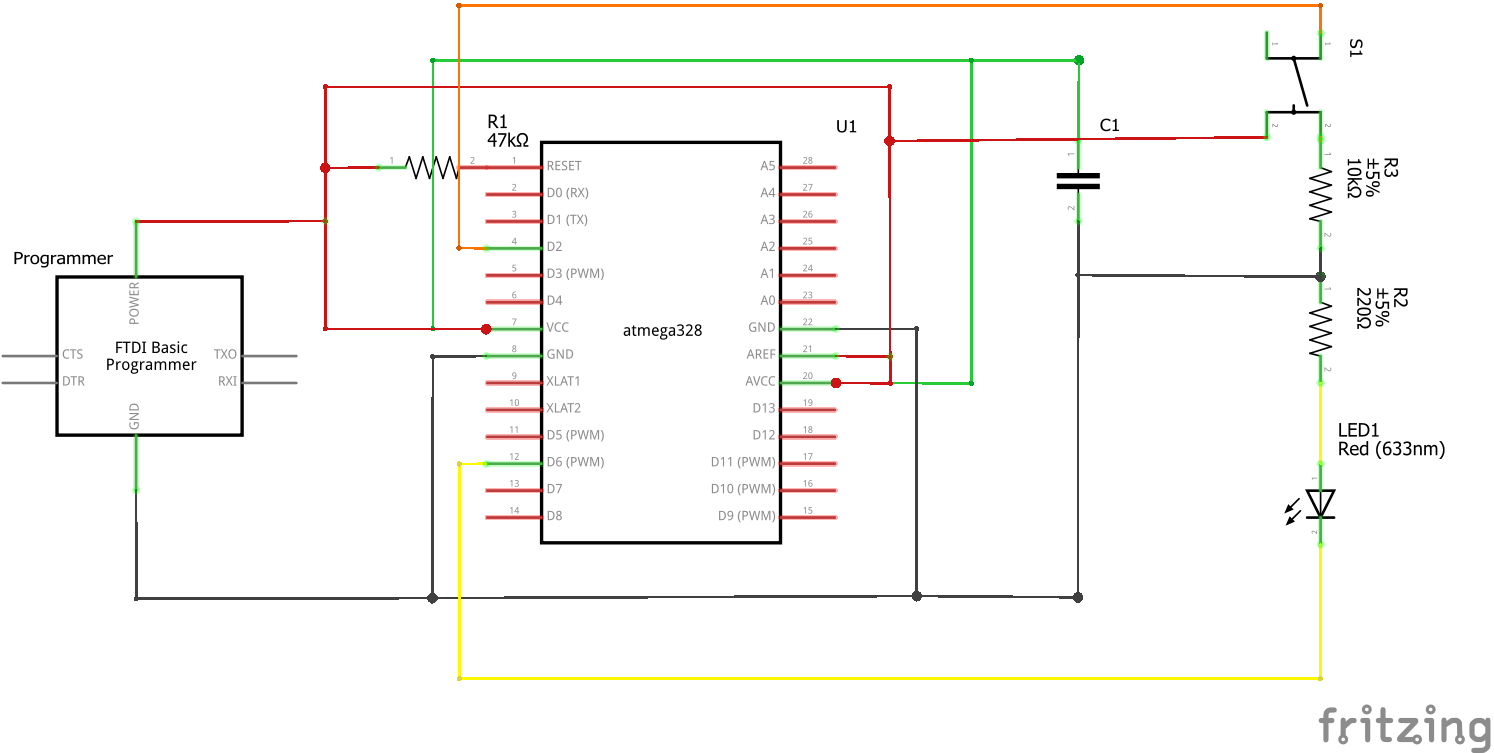 S1
R1
47kΩ
U1
C1
1
1
2
2
1
2
1
2
R3
±5%
10kΩ
1
2
R2
±5%
220Ω
1
2
LED1
Red (633nm)
1
2
Programmer
POWER
FTDI Basic
Programmer
CTS
DTR
TXO
RXI
GND
atmega328
1 RESET
2 D0 (RX)
3 D1 (TX)
4 D2
5 D3 (PWM)
6 D4
7 VCC
8 GND
9 XLAT1
10 XLAT2
11 D5 (PWM)
12 D6 (PWM)
13 D7
14 D8
A5 28
A4 27
A3 26
A2 25
A1 24
A0 23
GND 22
AREF 21
AVCC 20
D13 19
D12 18
D11 (PWM) 17
D10 (PWM) 16
D9 (PWM) 15
fritzing